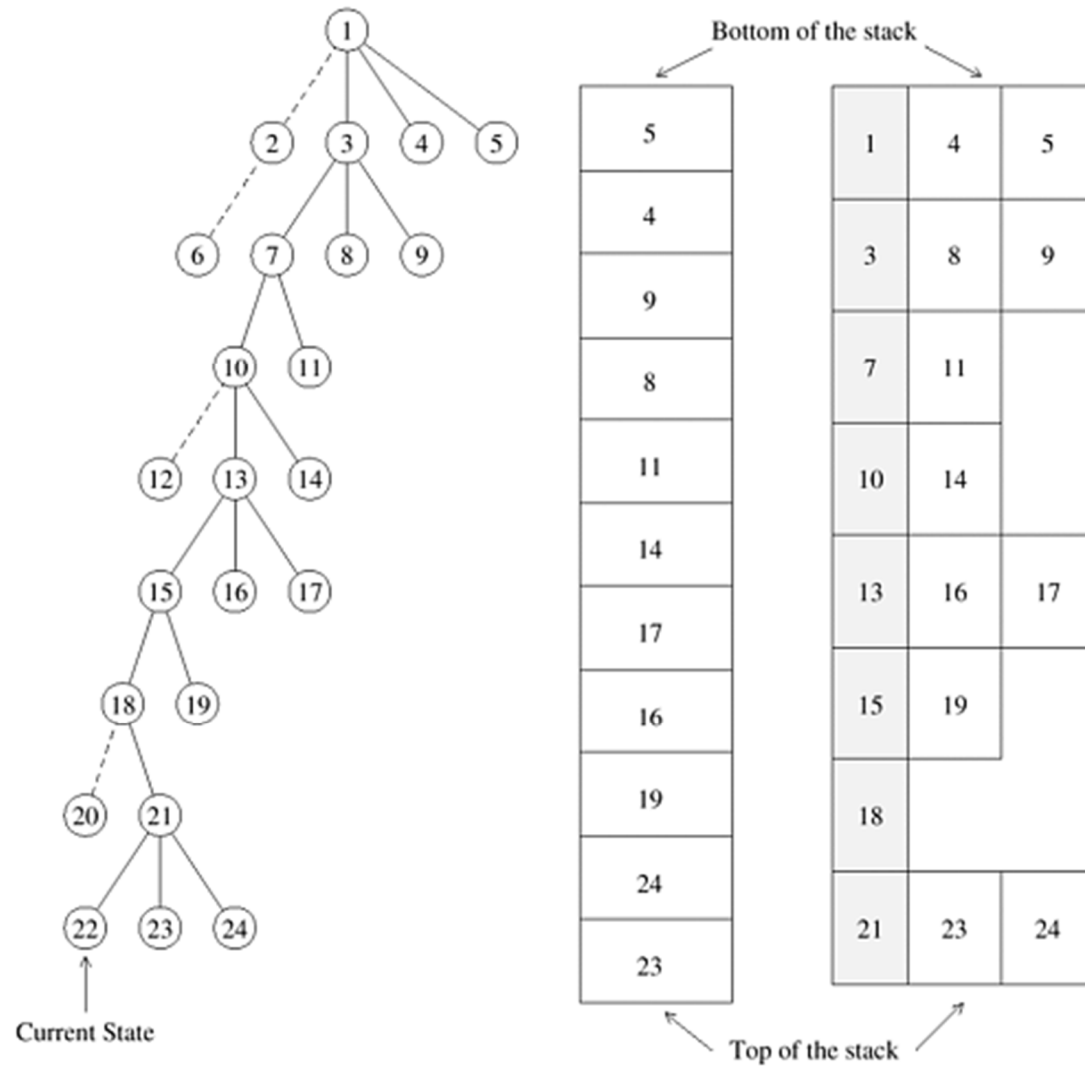 1
2 3 4 5
6 7 8 9
10 11
12 13 14
15 16 17
18 19
20 21
22 23 24
Current State
Bottom of the stack
5
4
9
8
11
14
17
16
19
24
23
1 4 5
3 8 9
7 11
10 14
13 16 17
15 19
18
21 23 24
Top of the stack